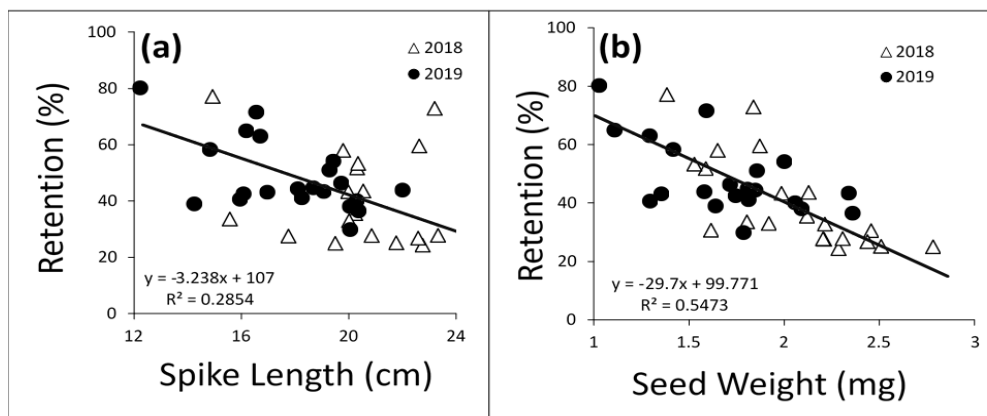 (a)
2018
2019
Retention (%)
100
80
60
40
20
0
y = -3.238x + 107
R² = 0.2854
12
16
20
24
Spike Length (cm)
(b)
2018
2019
Retention (%)
100
80
60
40
20
0
y = -29.7x + 99.771
R² = 0.5473
1
1.5
2
2.5
3
Seed Weight (mg)